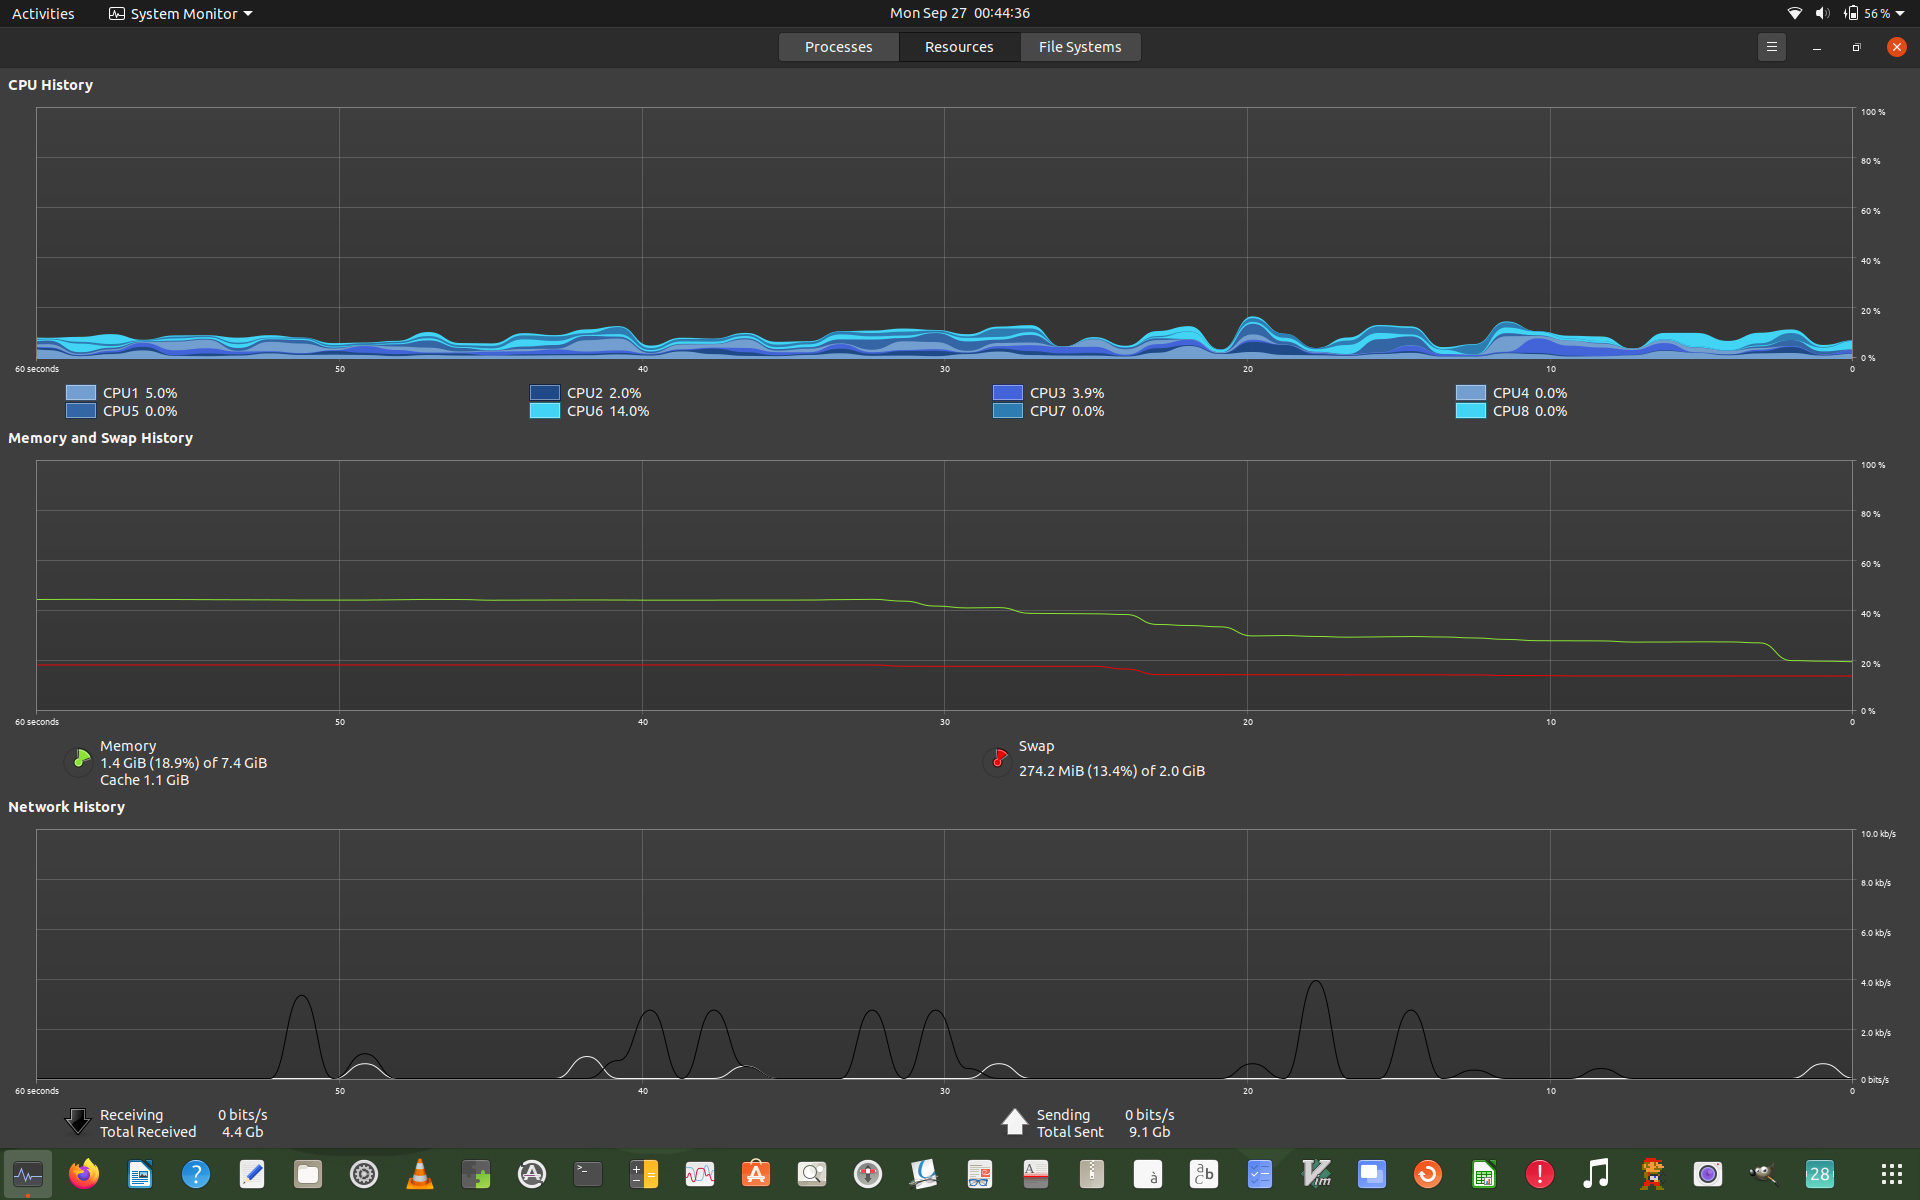 Activities System Monitor Mon Sep 27 00:44:36 56 %
Processes Resources File Systems
CPU History
100 %
80 %
60 %
40 %
20 %
0 %
60 seconds 50 40 30 20 10 0
CPU1 5.0% CPU2 2.0% CPU3 3.9% CPU4 0.0%
CPU5 0.0% CPU6 14.0% CPU7 0.0% CPU8 0.0%
Memory and Swap History
100 %
80 %
60 %
40 %
20 %
0 %
60 seconds 50 40 30 20 10 0
Memory
1.4 GiB (18.9%) of 7.4 GiB
Cache 1.1 GiB
Swap
274.2 MiB (13.4%) of 2.0 GiB
Network History
10.0 kb/s
8.0 kb/s
6.0 kb/s
4.0 kb/s
2.0 kb/s
0 bits/s
60 seconds 50 40 30 20 10 0
Receiving 0 bits/s
Total Received 4.4 Gb
Sending 0 bits/s
Total Sent 9.1 Gb
28